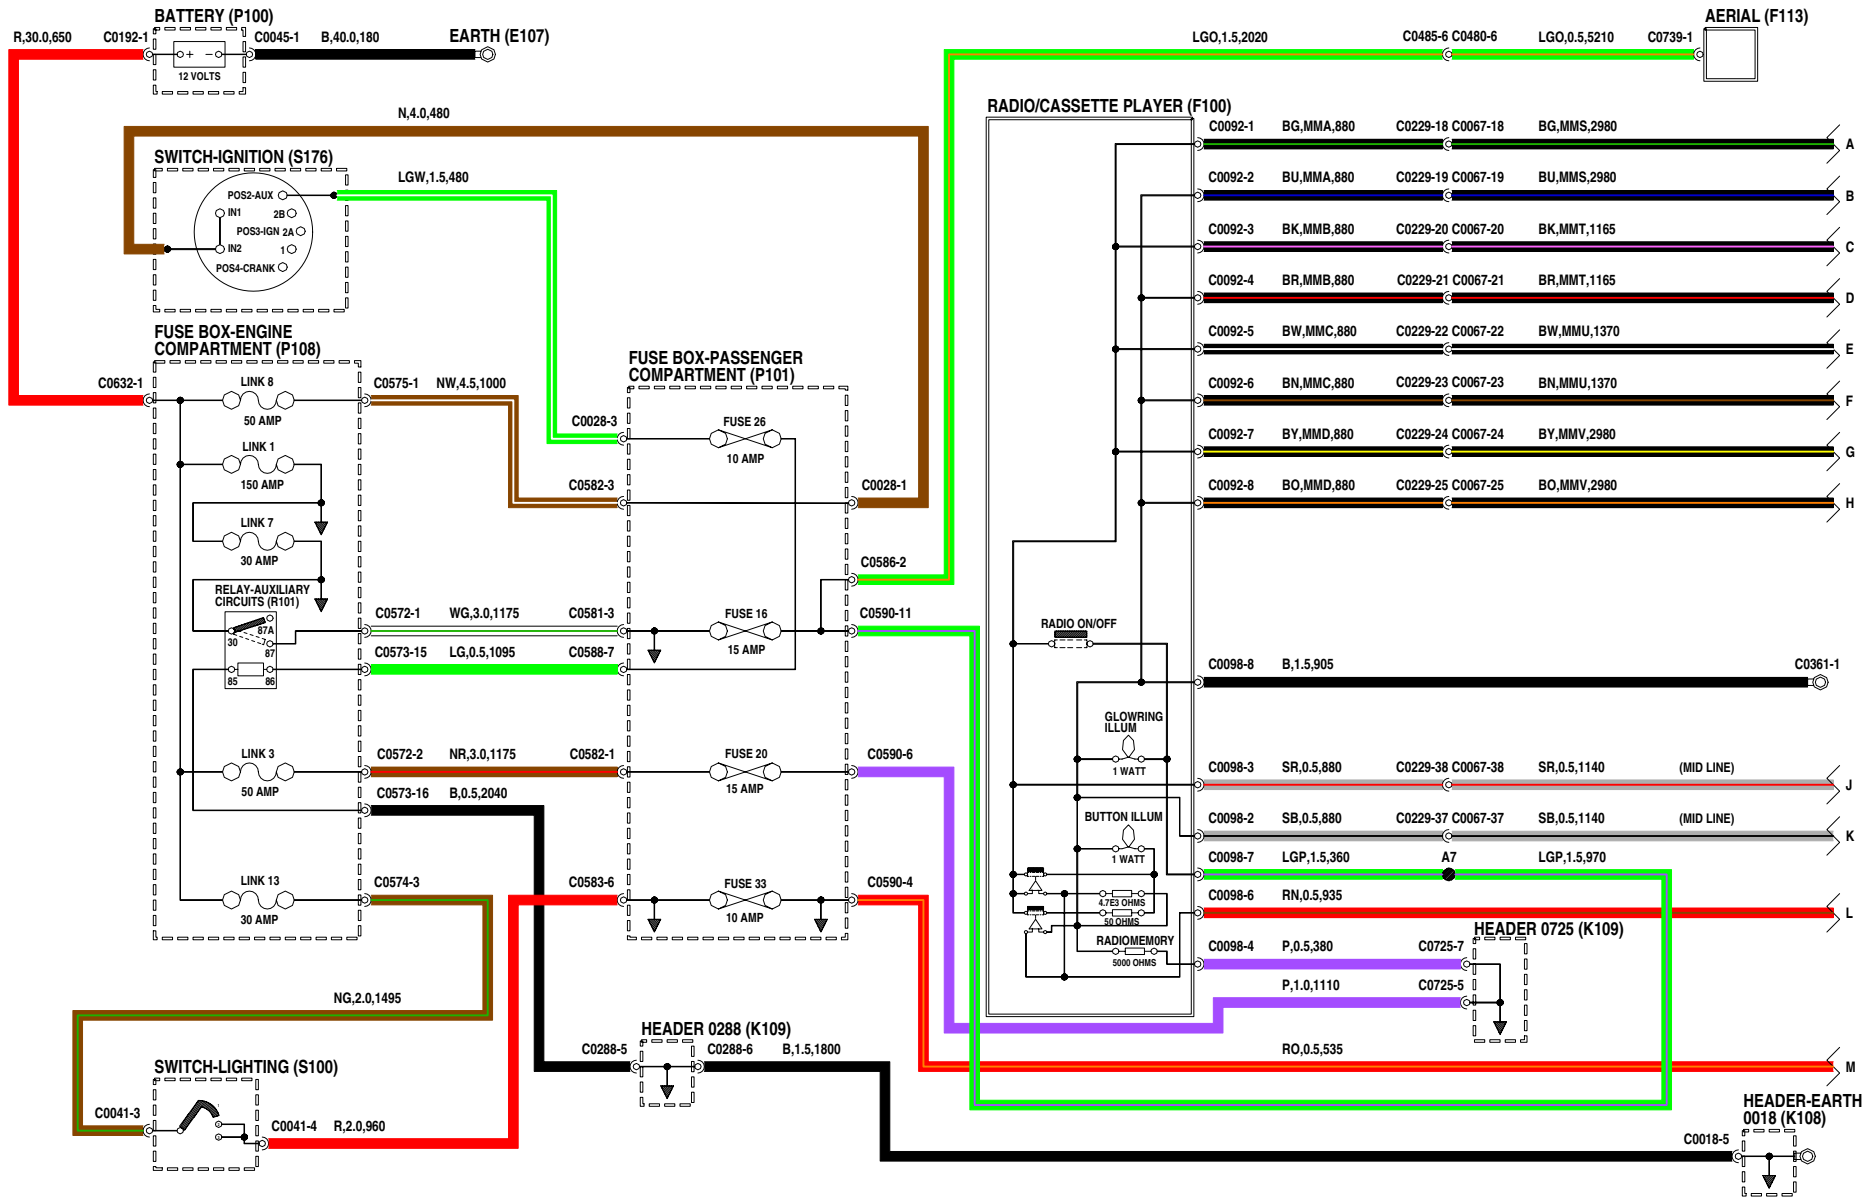 BATTERY (P100)
R,30.0,650
C0192-1
C0045-1
B,40.0,180
EARTH (E107)
+ -
12 VOLTS
LGO,1.5,2020
C0485-6 C0480-6
LGO,0.5,5210
C0739-1
AERIAL (F113)
N,4.0,480
SWITCH-IGNITION (S176)
LGW,1.5,480
POS2-AUX
IN1
2B
POS3-IGN 2A
IN2
1
POS4-CRANK
FUSE BOX-ENGINE
COMPARTMENT (P108)
C0632-1
LINK 8
50 AMP
C0575-1
NW,4.5,1000
LINK 1
150 AMP
LINK 7
30 AMP
RELAY-AUXILIARY
CIRCUITS (R101)
87A
30
87
85
86
C0572-1
WG,3.0,1175
C0581-3
C0573-15
LG,0.5,1095
C0588-7
LINK 3
50 AMP
C0572-2
NR,3.0,1175
C0582-1
C0573-16
B,0.5,2040
LINK 13
30 AMP
C0574-3
C0583-6
FUSE BOX-PASSENGER
COMPARTMENT (P101)
C0028-3
FUSE 26
10 AMP
C0582-3
C0028-1
C0586-2
FUSE 16
15 AMP
C0590-11
FUSE 20
15 AMP
C0590-6
FUSE 33
10 AMP
C0590-4
RADIO/CASSETTE PLAYER (F100)
C0092-1
BG,MMA,880
C0229-18 C0067-18
BG,MMS,2980
A
C0092-2
BU,MMA,880
C0229-19 C0067-19
BU,MMS,2980
B
C0092-3
BK,MMB,880
C0229-20 C0067-20
BK,MMT,1165
C
C0092-4
BR,MMB,880
C0229-21 C0067-21
BR,MMT,1165
D
C0092-5
BW,MMC,880
C0229-22 C0067-22
BW,MMU,1370
E
C0092-6
BN,MMC,880
C0229-23 C0067-23
BN,MMU,1370
F
C0092-7
BY,MMD,880
C0229-24 C0067-24
BY,MMV,2980
G
C0092-8
BO,MMD,880
C0229-25 C0067-25
BO,MMV,2980
H
RADIO ON/OFF
C0098-8
B,1.5,905
C0361-1
GLOWRING
ILLUM
1 WATT
C0098-3
SR,0.5,880
C0229-38 C0067-38
SR,0.5,1140
(MID LINE)
J
BUTTON ILLUM
1 WATT
C0098-2
SB,0.5,880
C0229-37 C0067-37
SB,0.5,1140
(MID LINE)
K
C0098-7
LGP,1.5,360
A7
LGP,1.5,970
4.7E3 OHMS
50 OHMS
C0098-6
RN,0.5,935
L
RADIOMEMORY
5000 OHMS
C0098-4
P,0.5,380
C0725-7
HEADER 0725 (K109)
P,1.0,1110
C0725-5
NG,2.0,1495
HEADER 0288 (K109)
C0288-5
C0288-6
B,1.5,1800
RO,0.5,535
M
SWITCH-LIGHTING (S100)
C0041-3
C0041-4
R,2.0,960
HEADER-EARTH
0018 (K108)
C0018-5